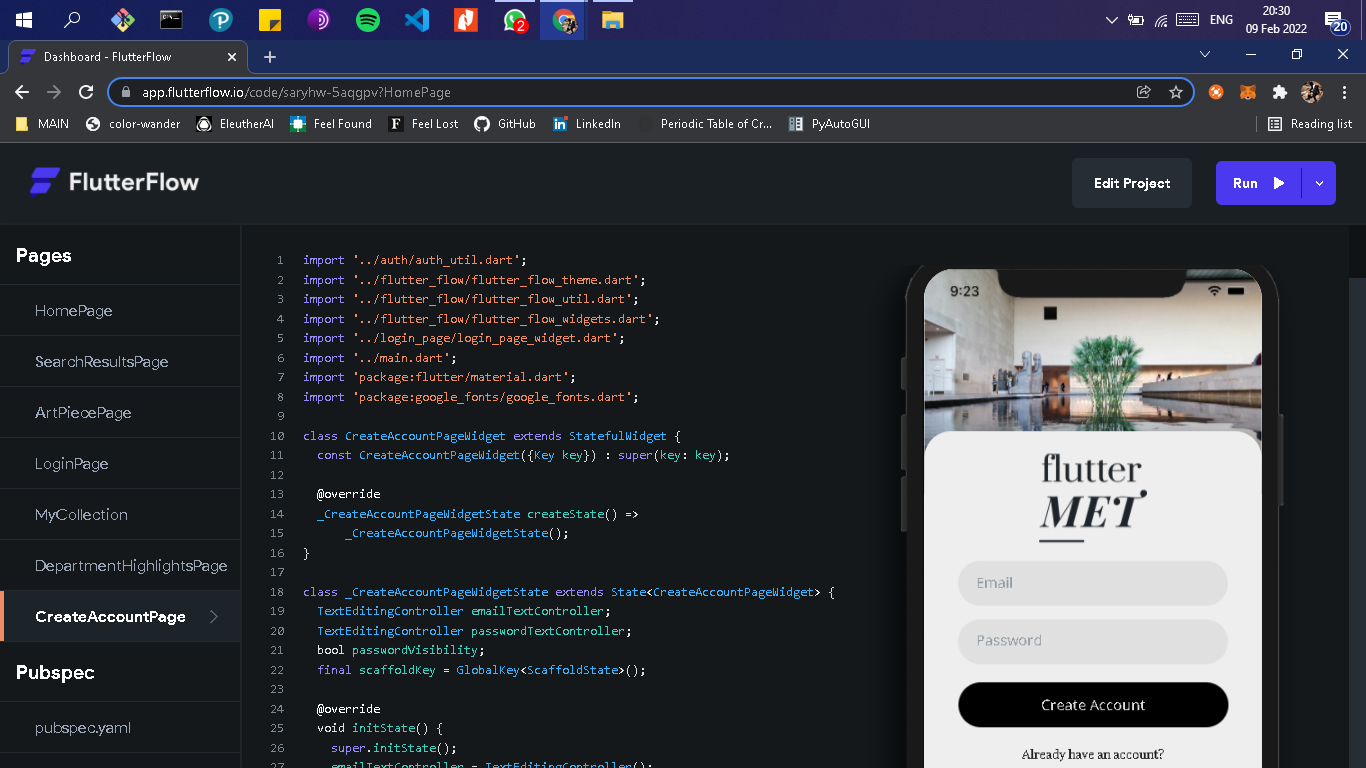 2
ENG
20:30
09 Feb 2022
20
Dashboard - FlutterFlow
app.flutterflow.io/code/saryhw-5aqgpv?HomePage
MAIN
color-wander
EleutherAI
Feel Found
F
Feel Lost
GitHub
in
LinkedIn
Periodic Table of Cr...
PyAutoGUI
Reading list
FlutterFlow
Edit Project
Run
Pages
HomePage
SearchResultsPage
ArtPiecePage
LoginPage
MyCollection
DepartmentHighlightsPage
CreateAccountPage
Pubspec
pubspec.yaml
1 import '../auth/auth_util.dart';
2 import '../flutter_flow/flutter_flow_theme.dart';
3 import '../flutter_flow/flutter_flow_util.dart';
4 import '../flutter_flow/flutter_flow_widgets.dart';
5 import '../login_page/login_page_widget.dart';
6 import '../main.dart';
7 import 'package:flutter/material.dart';
8 import 'package:google_fonts/google_fonts.dart';
9
10 class CreateAccountPageWidget extends StatefulWidget {
11 const CreateAccountPageWidget({Key key}) : super(key: key);
12
13 @override
14 _CreateAccountPageWidgetState createState() =>
15 _CreateAccountPageWidgetState();
16 }
17
18 class _CreateAccountPageWidgetState extends State<CreateAccountPageWidget> {
19 TextEditingController emailTextController;
20 TextEditingController passwordTextController;
21 bool passwordVisibility;
22 final scaffoldKey = GlobalKey<ScaffoldState>();
23
24 @override
25 void initState() {
26 super.initState();
27 emailTextController = TextEditingController();
9:23
flutter
MET
Email
Password
Create Account
Already have an account?